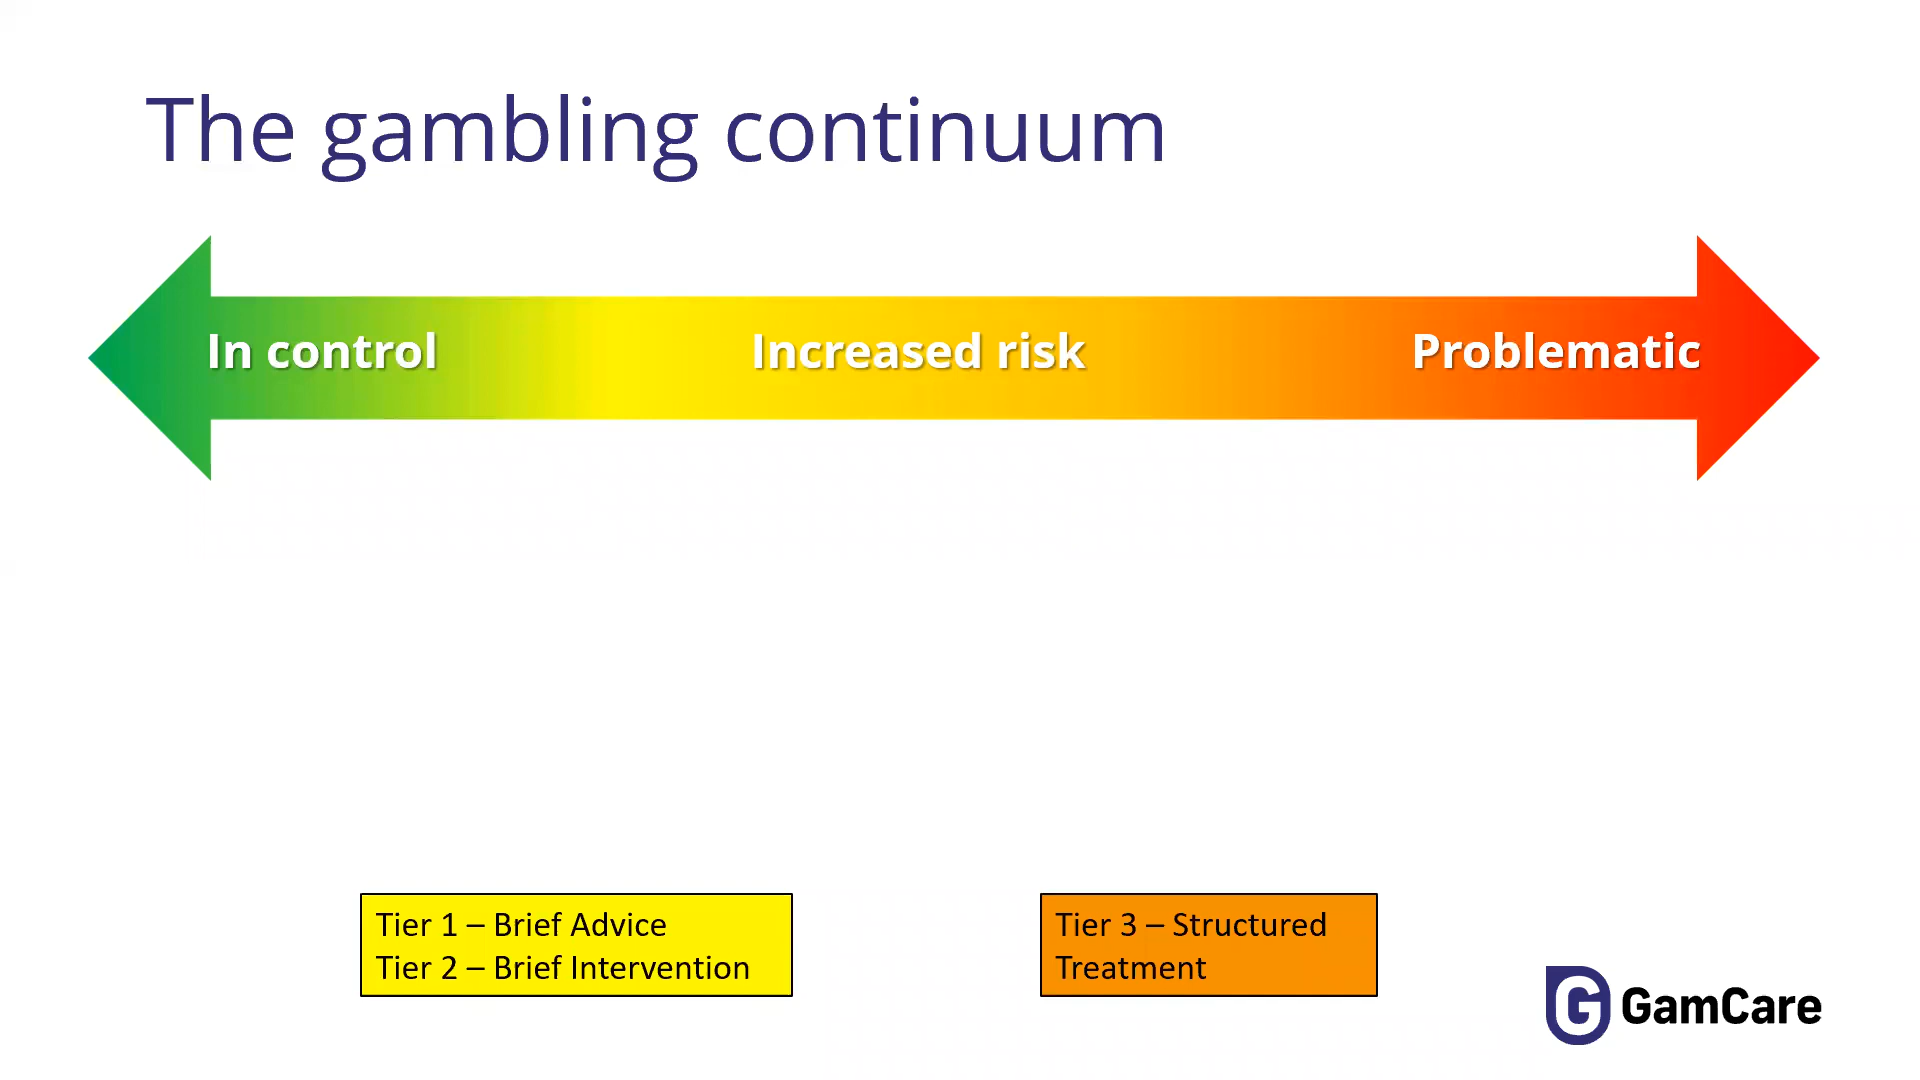 The gambling continuum
In control Increased risk Problematic
Tier 1 – Brief Advice
Tier 2 – Brief Intervention
Tier 3 – Structured
Treatment
GamCare